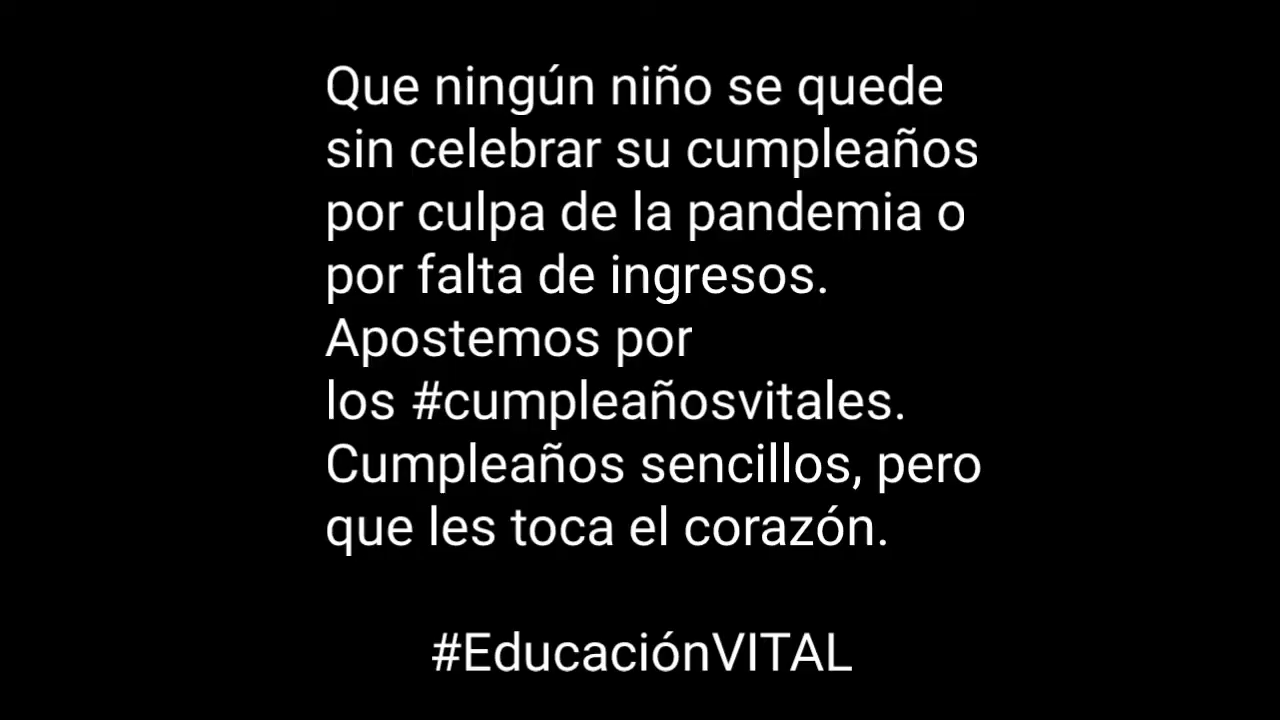 Que ningún niño se quede
sin celebrar su cumpleaños
por culpa de la pandemia o
por falta de ingresos.
Apostemos por
los #cumpleañosvitales.
Cumpleaños sencillos, pero
que les toca el corazón.
#EducaciónVITAL